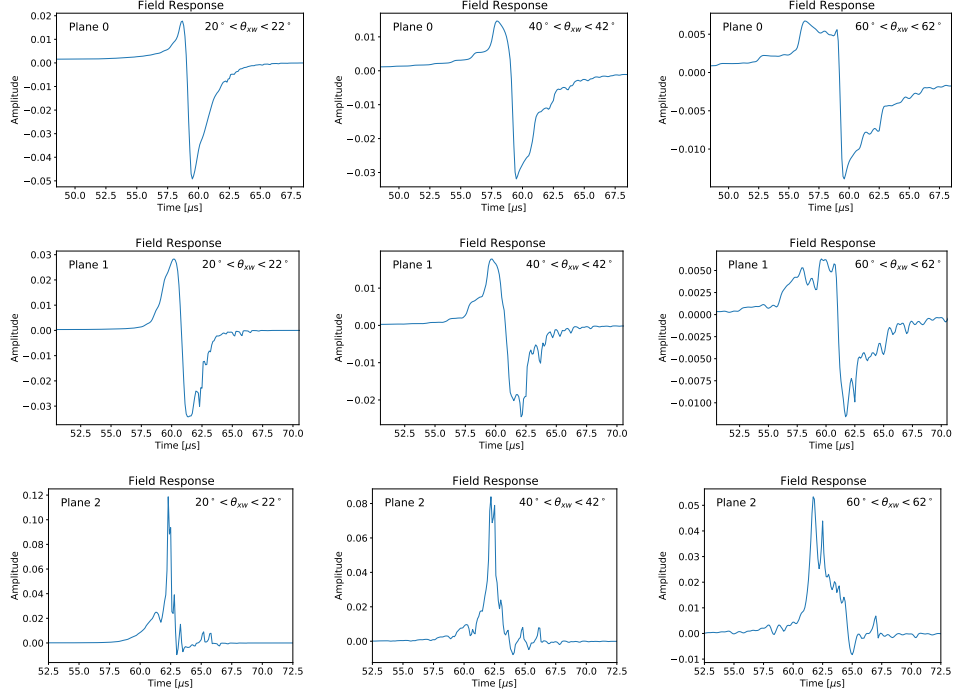 Field Response
Plane 0
20° < θxw < 22°
Amplitude
0.02
0.01
0.00
−0.01
−0.02
−0.03
−0.04
−0.05
50.0 52.5 55.0 57.5 60.0 62.5 65.0 67.5
Time [μs]
Field Response
Plane 0
40° < θxw < 42°
Amplitude
0.01
0.00
−0.01
−0.02
−0.03
50.0 52.5 55.0 57.5 60.0 62.5 65.0 67.5
Time [μs]
Field Response
Plane 0
60° < θxw < 62°
Amplitude
0.005
0.000
−0.005
−0.010
50.0 52.5 55.0 57.5 60.0 62.5 65.0 67.5
Time [μs]
Field Response
Plane 1
20° < θxw < 22°
Amplitude
0.03
0.02
0.01
0.00
−0.01
−0.02
−0.03
52.5 55.0 57.5 60.0 62.5 65.0 67.5 70.0
Time [μs]
Field Response
Plane 1
40° < θxw < 42°
Amplitude
0.01
0.00
−0.01
−0.02
52.5 55.0 57.5 60.0 62.5 65.0 67.5 70.0
Time [μs]
Field Response
Plane 1
60° < θxw < 62°
Amplitude
0.0050
0.0025
0.0000
−0.0025
−0.0050
−0.0075
−0.0100
52.5 55.0 57.5 60.0 62.5 65.0 67.5 70.0
Time [μs]
Field Response
Plane 2
20° < θxw < 22°
Amplitude
0.12
0.10
0.08
0.06
0.04
0.02
0.00
52.5 55.0 57.5 60.0 62.5 65.0 67.5 70.0 72.5
Time [μs]
Field Response
Plane 2
40° < θxw < 42°
Amplitude
0.08
0.06
0.04
0.02
0.00
52.5 55.0 57.5 60.0 62.5 65.0 67.5 70.0 72.5
Time [μs]
Field Response
Plane 2
60° < θxw < 62°
Amplitude
0.05
0.04
0.03
0.02
0.01
0.00
−0.01
52.5 55.0 57.5 60.0 62.5 65.0 67.5 70.0 72.5
Time [μs]